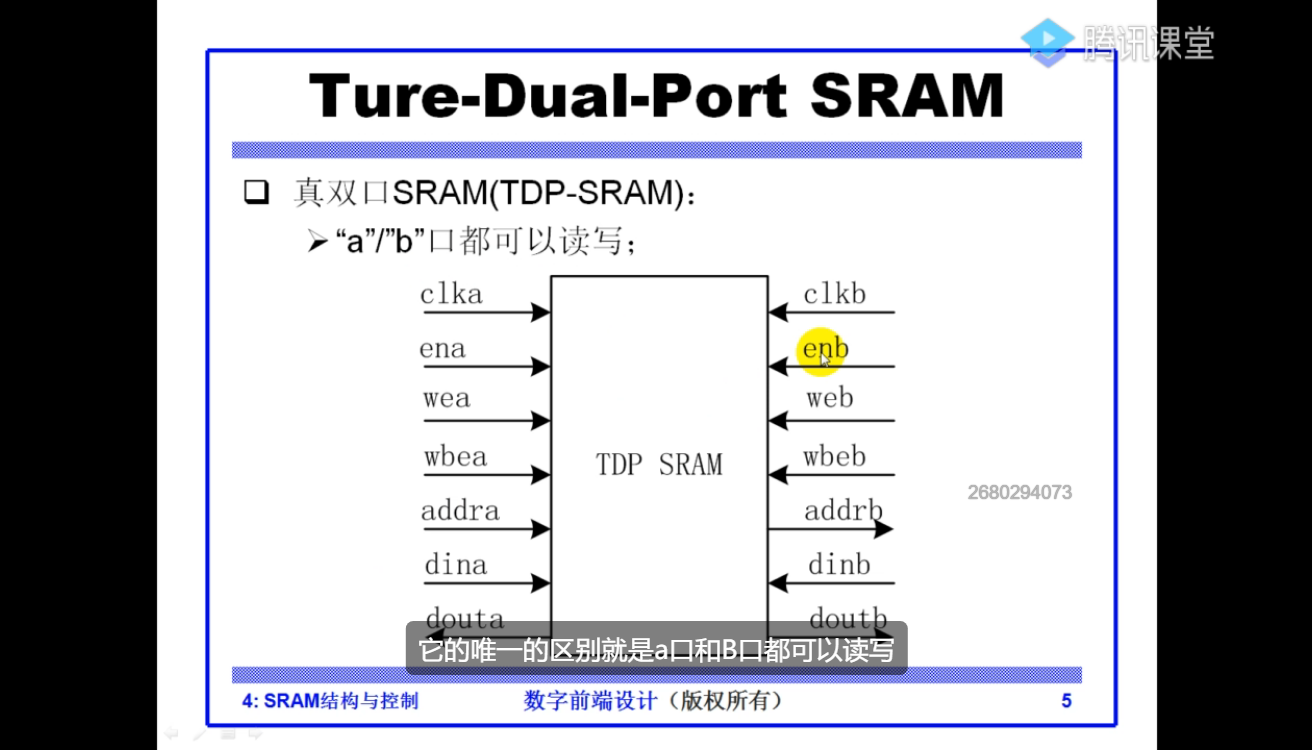 腾讯课堂
Ture-Dual-Port SRAM
真双口SRAM(TDP-SRAM):
“a”/”b”口都可以读写;
clka
clkb
ena
enb
wea
web
wbea
wbeb
TDP SRAM
2680294073
addra
addrb
dina
dinb
douta
doutb
它的唯一的区别就是a口和B口都可以读写
4: SRAM结构与控制
数字前端设计（版权所有）
5